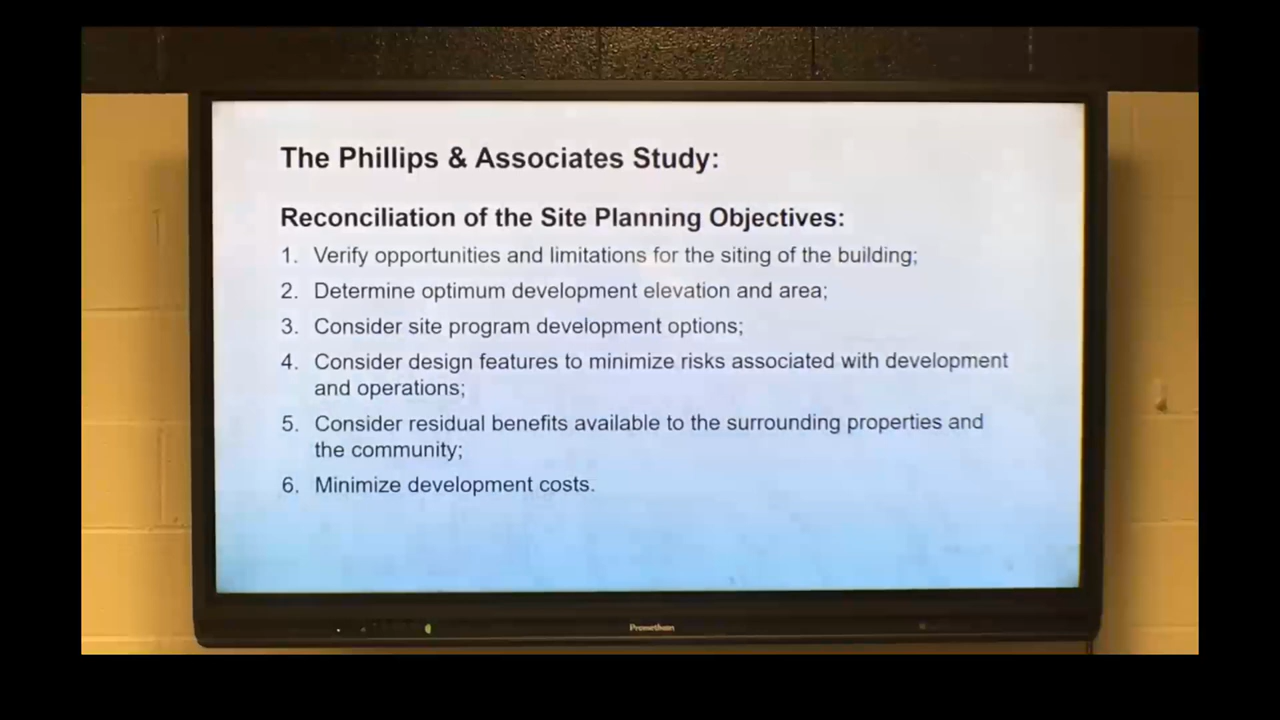 The Phillips & Associates Study:
Reconciliation of the Site Planning Objectives:
1. Verify opportunities and limitations for the siting of the building;
2. Determine optimum development elevation and area;
3. Consider site program development options;
4. Consider design features to minimize risks associated with development
and operations;
5. Consider residual benefits available to the surrounding properties and
the community;
6. Minimize development costs.
Promethean